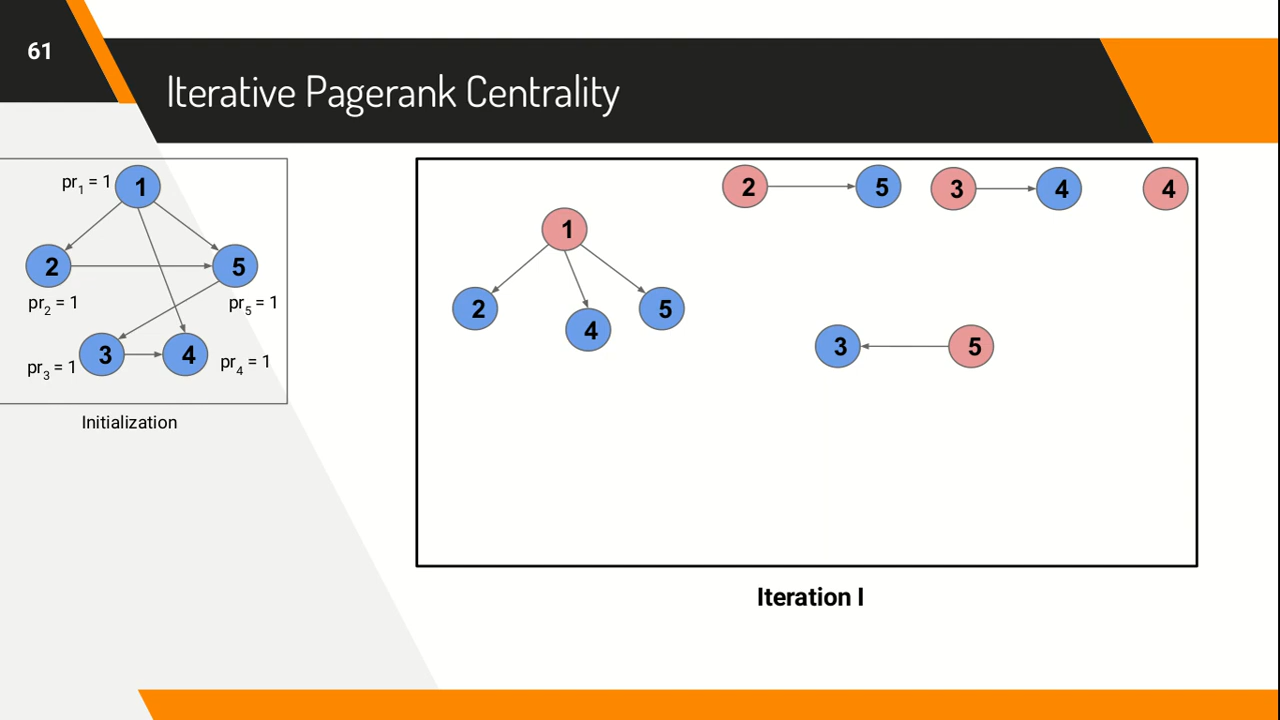 61
Iterative Pagerank Centrality
pr1 = 1
1
2
5
pr2 = 1
pr5 = 1
3
4
pr3 = 1
pr4 = 1
Initialization
2
5
3
4
4
1
2
4
5
3
5
Iteration I